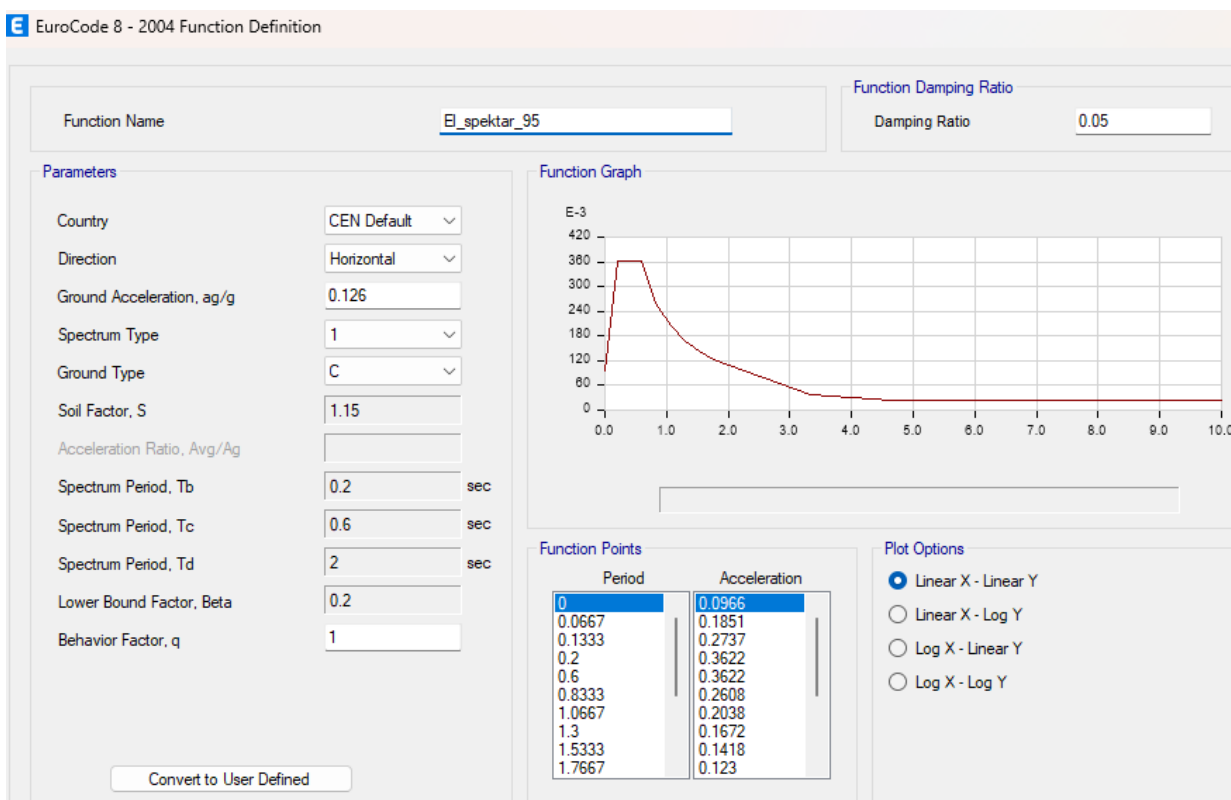 EuroCode 8 - 2004 Function Definition
Function Name
El_spektar_95
Function Damping Ratio
Damping Ratio
0.05
Parameters
Country
CEN Default
Direction
Horizontal
Ground Acceleration, ag/g
0.126
Spectrum Type
1
Ground Type
C
Soil Factor, S
1.15
Acceleration Ratio, Avg/Ag
Spectrum Period, Tb
0.2
sec
Spectrum Period, Tc
0.6
sec
Spectrum Period, Td
2
sec
Lower Bound Factor, Beta
0.2
Behavior Factor, q
1
Convert to User Defined
Function Graph
E-3
420
360
300
240
180
120
60
0
0.0 1.0 2.0 3.0 4.0 5.0 6.0 7.0 8.0 9.0 10.0
Function Points
Period Acceleration
0 0.0966
0.0667 0.1851
0.1333 0.2737
0.2 0.3622
0.6 0.3622
0.8333 0.2608
1.0667 0.2038
1.3 0.1672
1.5333 0.1418
1.7667 0.123
Plot Options
Linear X - Linear Y
Linear X - Log Y
Log X - Linear Y
Log X - Log Y